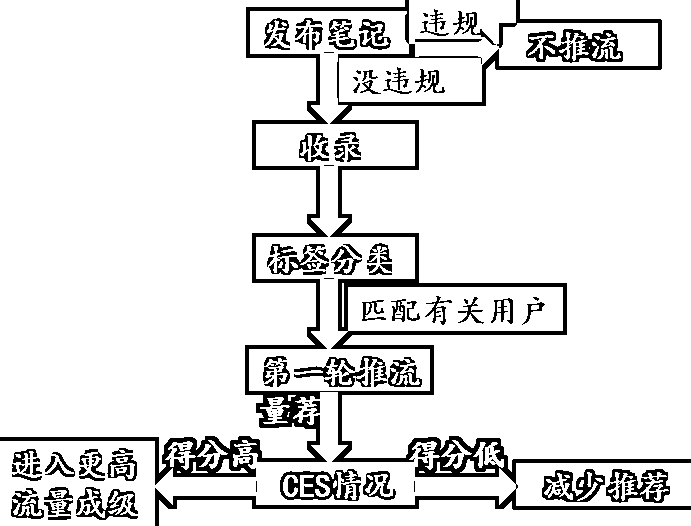 发布笔记
违规
不推流
没违规
收录
标签分类
匹配有关用户
第一轮推流
量荐
得分高
得分低
进入更高
流量成级
CES情况
减少推荐